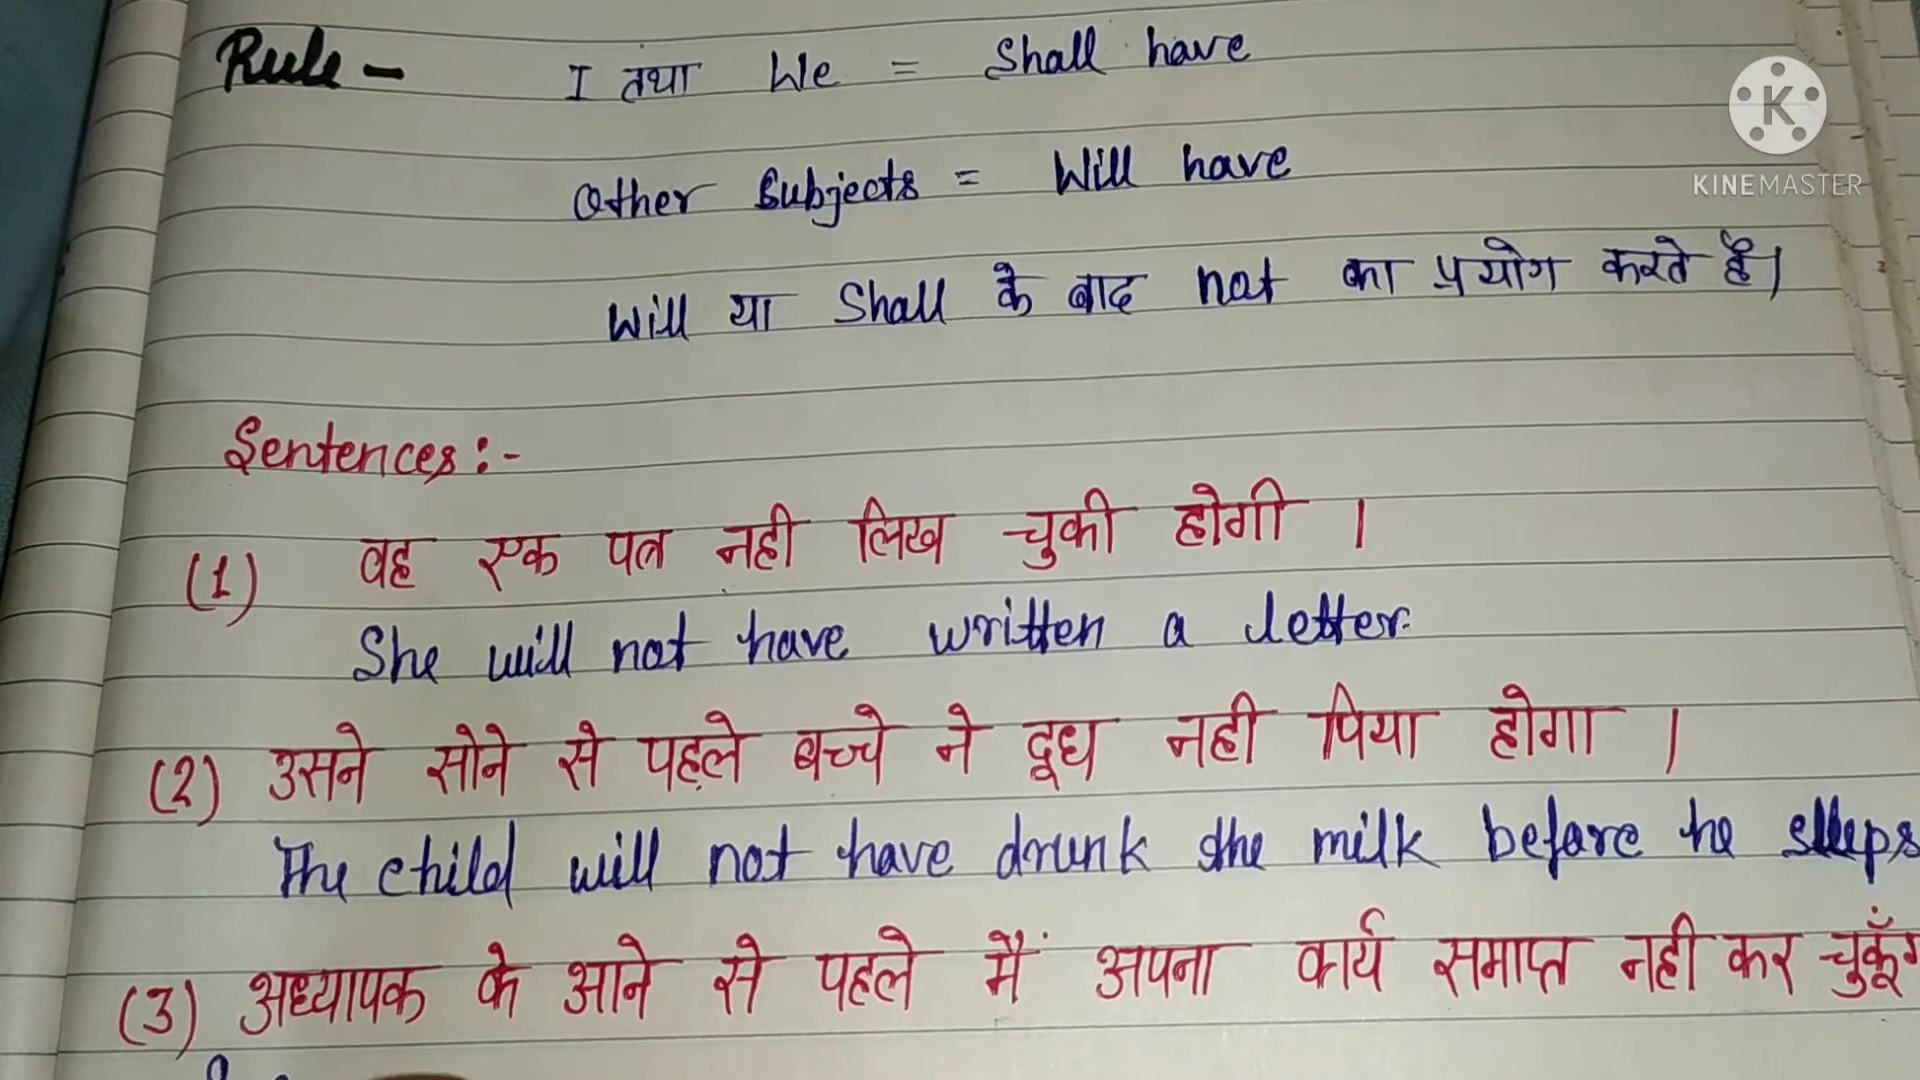 Rule - I तथा We = Shall have
K
KINEMASTER
Other Subjects = Will have
Will या Shall के बाद not का प्रयोग करते है।
Sentences:-
(1) वह एक पत्र नही लिख चुकी होगी ।
She will not have written a letter.
(2) उसने सोने से पहले बच्चे ने दूध नही पिया होगा ।
The child will not have drunk the milk before he sleeps
(3) अध्यापक के आने से पहले मैं अपना कार्य समाप्त नही कर